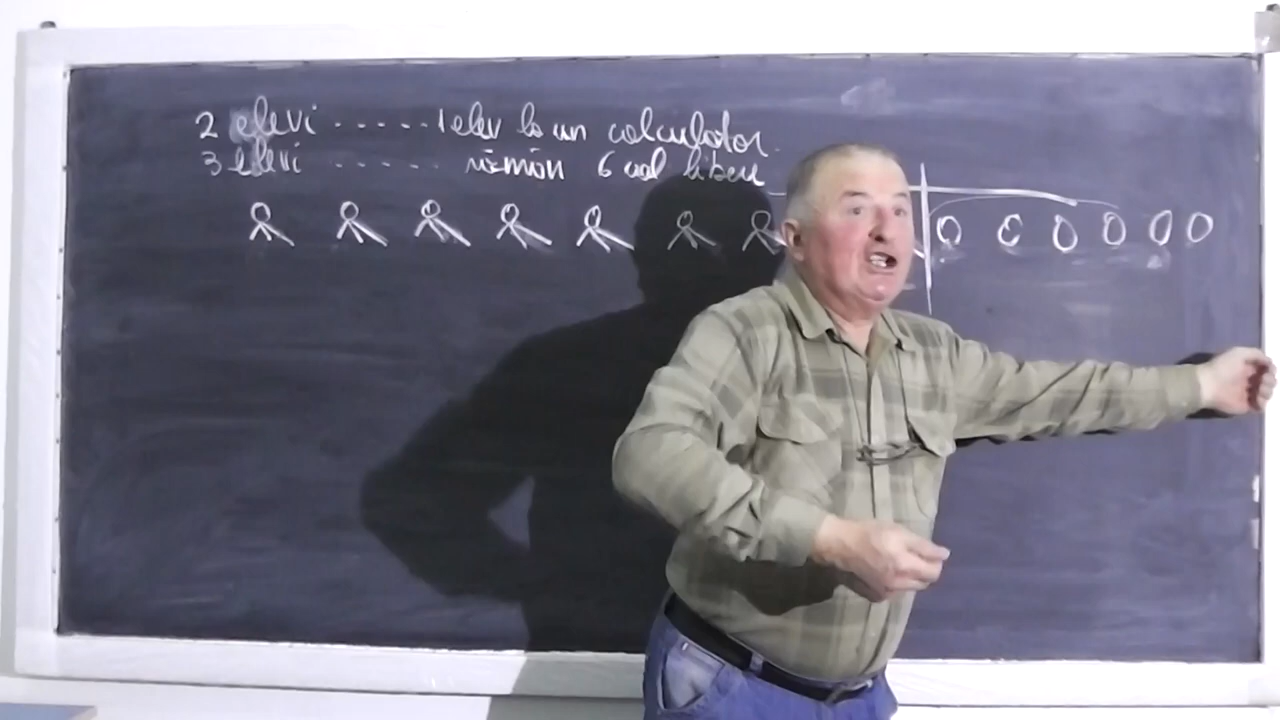 2 elevi ...... 1 elev la un calculator.
3 elevi ...... rămân 6 cal libere